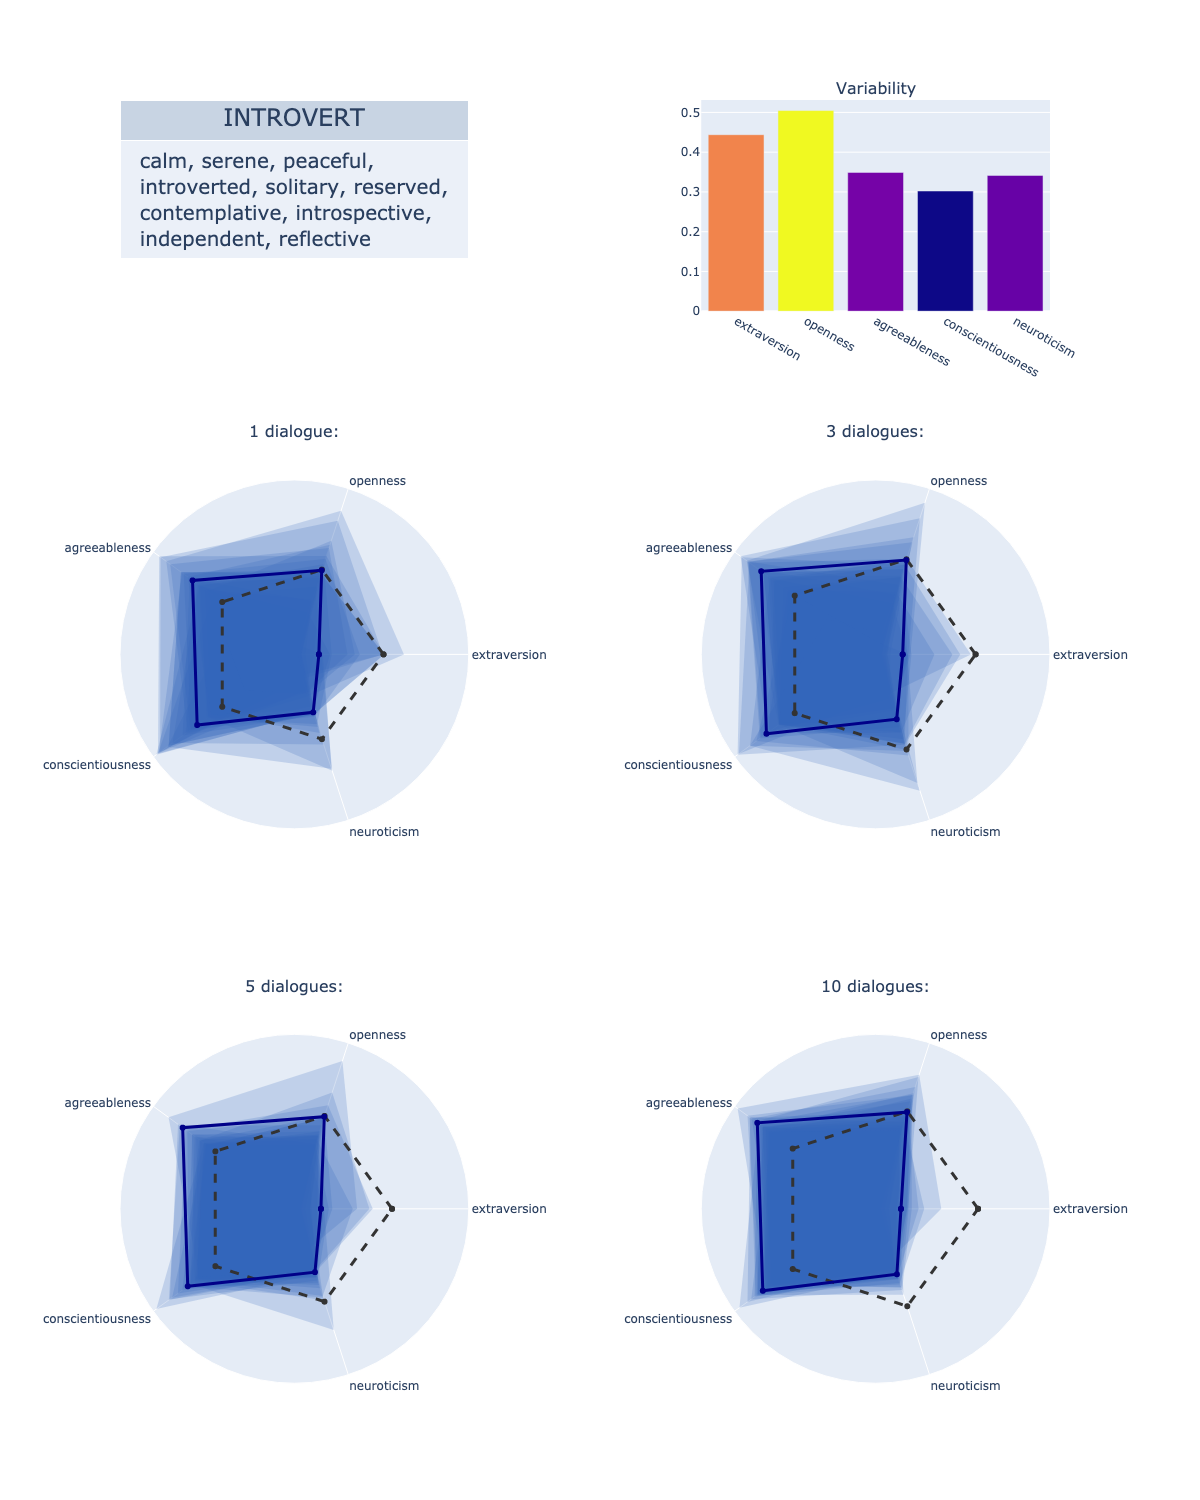 INTROVERT
calm, serene, peaceful,
introverted, solitary, reserved,
contemplative, introspective,
independent, reflective
Variability
0.5
0.4
0.3
0.2
0.1
0
extraversion
openness
agreeableness
conscientiousness
neuroticism
1 dialogue:
openness
agreeableness
extraversion
conscientiousness
neuroticism
3 dialogues:
openness
agreeableness
extraversion
conscientiousness
neuroticism
5 dialogues:
openness
agreeableness
extraversion
conscientiousness
neuroticism
10 dialogues:
openness
agreeableness
extraversion
conscientiousness
neuroticism